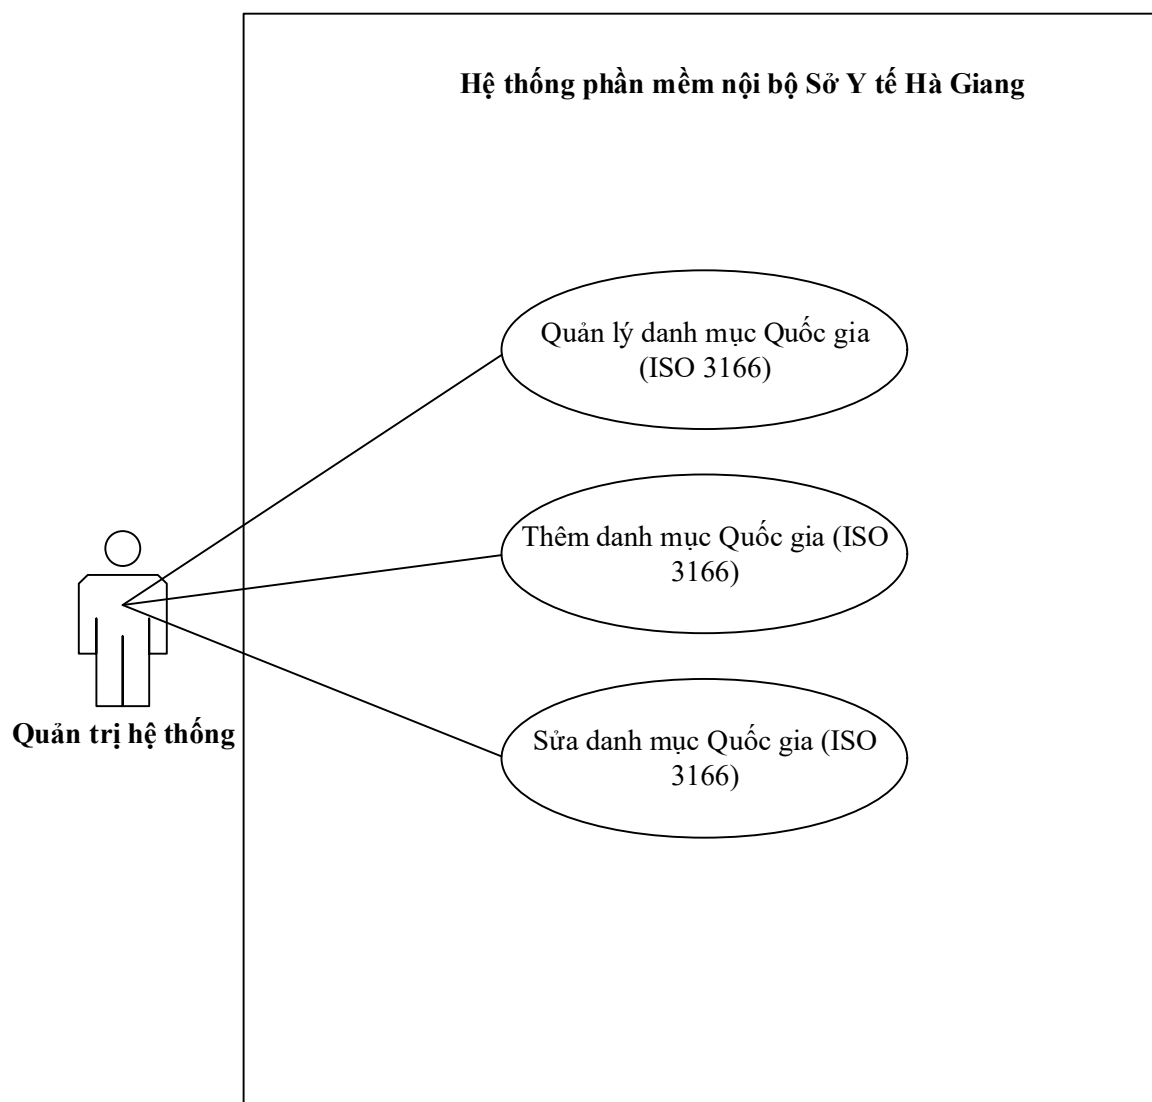 Hệ thống phần mềm nội bộ Sở Y tế Hà Giang
Quản lý danh mục Quốc gia
(ISO 3166)
Thêm danh mục Quốc gia (ISO
3166)
Sửa danh mục Quốc gia (ISO
3166)
Quản trị hệ thống